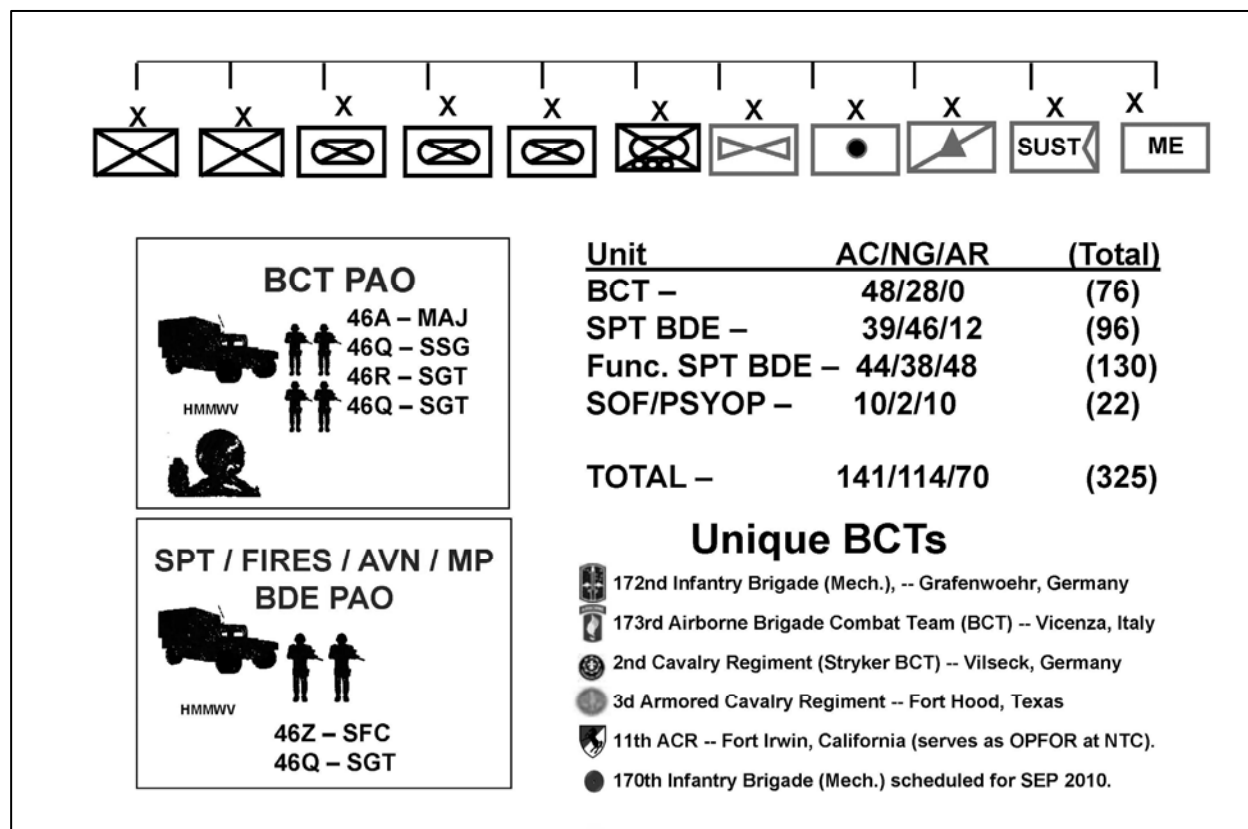 X X X X X X X X X X X
SUST ME
BCT PAO
46A – MAJ
46Q – SSG
46R – SGT
46Q – SGT
HMMWV
SPT / FIRES / AVN / MP
BDE PAO
HMMWV
46Z – SFC
46Q – SGT
Unit AC/NG/AR (Total)
BCT – 48/28/0 (76)
SPT BDE – 39/46/12 (96)
Func. SPT BDE – 44/38/48 (130)
SOF/PSYOP – 10/2/10 (22)
TOTAL – 141/114/70 (325)
Unique BCTs
172nd Infantry Brigade (Mech.), -- Grafenwoehr, Germany
173rd Airborne Brigade Combat Team (BCT) -- Vicenza, Italy
2nd Cavalry Regiment (Stryker BCT) -- Vilseck, Germany
3d Armored Cavalry Regiment -- Fort Hood, Texas
11th ACR -- Fort Irwin, California (serves as OPFOR at NTC).
170th Infantry Brigade (Mech.) scheduled for SEP 2010.